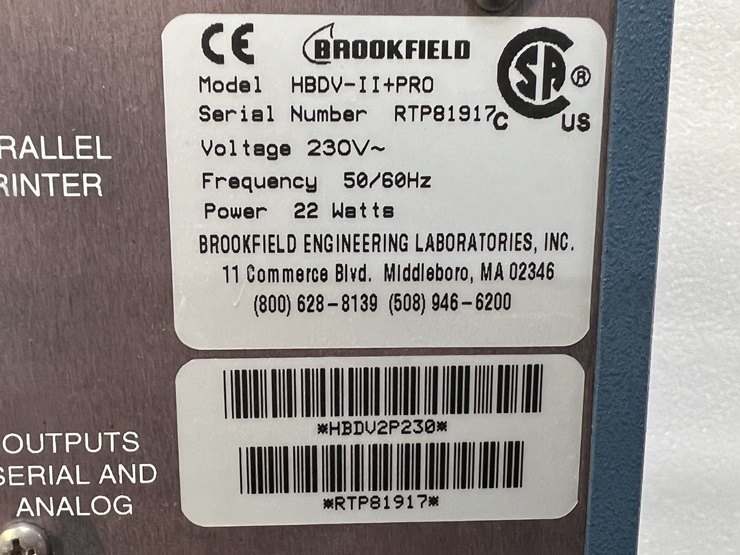 CE BROOKFIELD SA ®
C US
Model HBDV-II+PRO
Serial Number RTP81917
Voltage 230V~
Frequency 50/60Hz
Power 22 Watts
BROOKFIELD ENGINEERING LABORATORIES, INC.
11 Commerce Blvd. Middleboro, MA 02346
(800) 628-8139 (508) 946-6200
RALLEL
RINTER
*HBDV2P230*
*RTP81917*
OUTPUTS
SERIAL AND
ANALOG